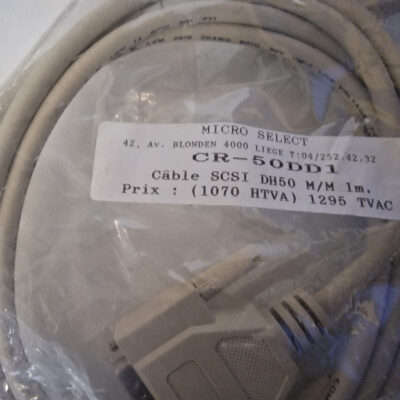 MICRO SELECT
42, Av. BLONDEN 4000 LIEGE T:04/252.42.32
CR-50DD1
Câble SCSI DH50 M/M 1m.
Prix : (1070 HTVA) 1295 TVAC